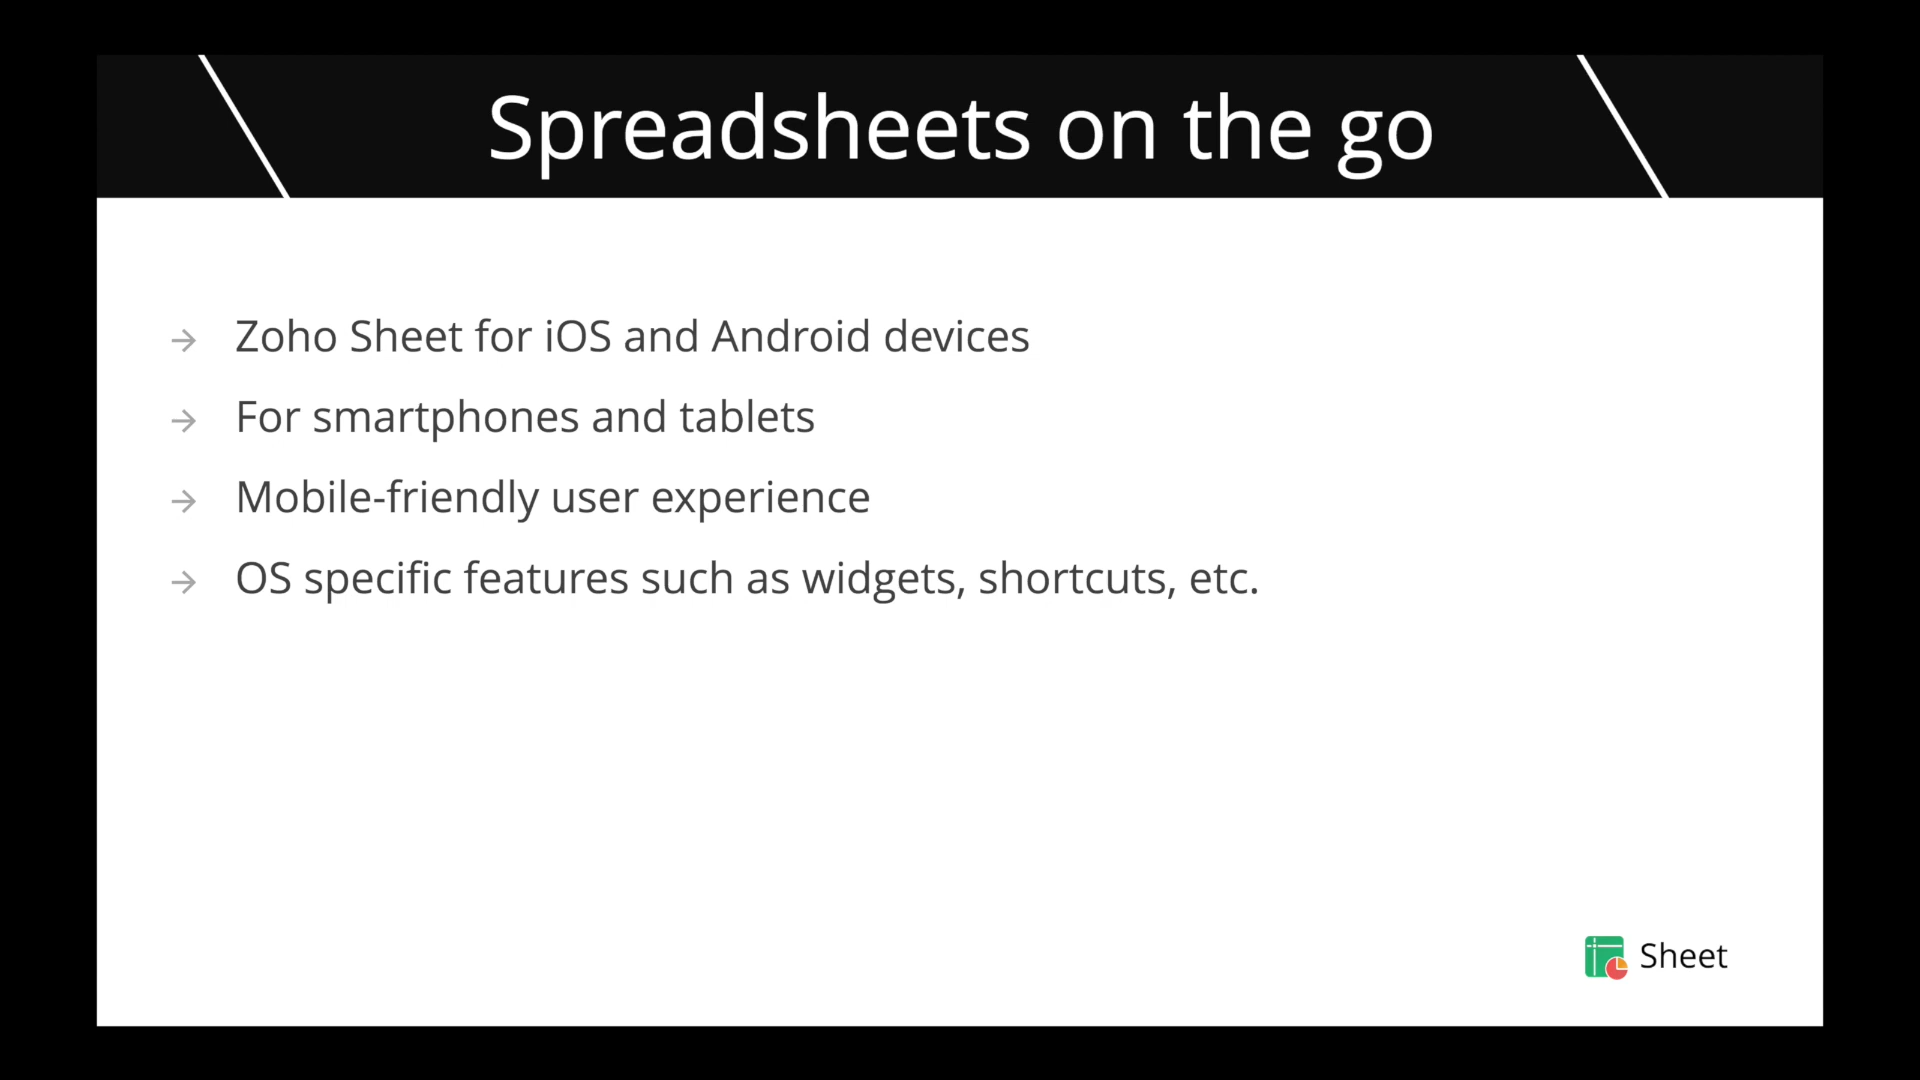 Spreadsheets on the go
→ Zoho Sheet for iOS and Android devices
→ For smartphones and tablets
→ Mobile-friendly user experience
→ OS specific features such as widgets, shortcuts, etc.
Sheet